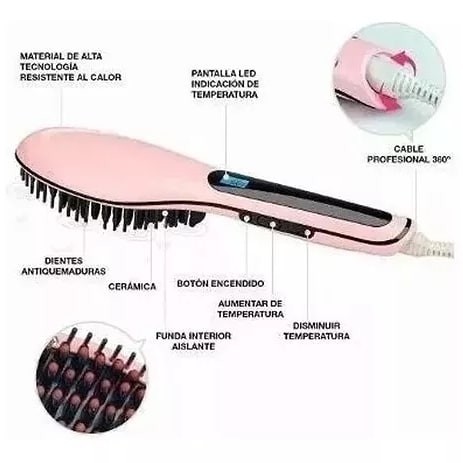 MATERIAL DE ALTA
TECNOLOGÍA
RESISTENTE AL CALOR
PANTALLA LED
INDICACIÓN DE
TEMPERATURA
CABLE
PROFESIONAL 360º
DIENTES
ANTIQUEMADURAS
CERÁMICA
BOTÓN ENCENDIDO
AUMENTAR DE
TEMPERATURA
FUNDA INTERIOR
AISLANTE
DISMINUIR
TEMPERATURA